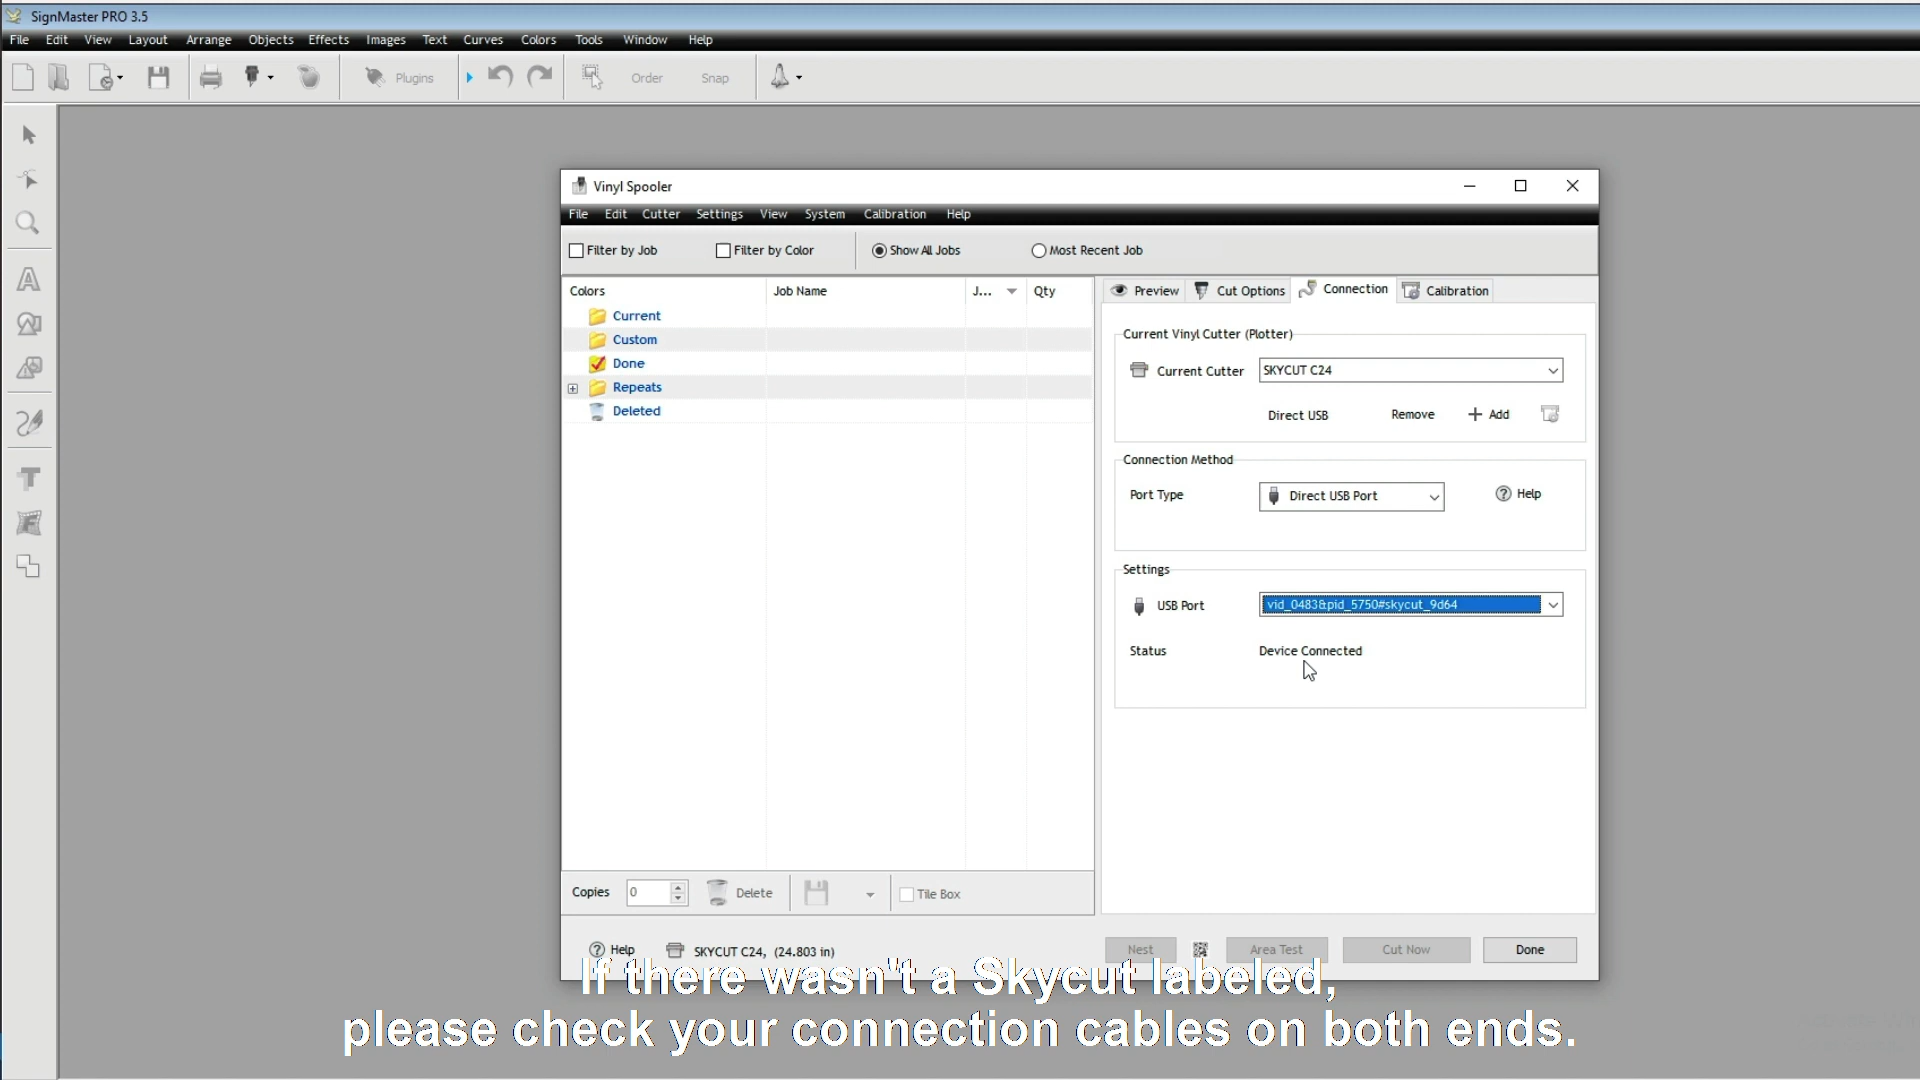 SignMaster PRO 3.5
File Edit View Layout Arrange Objects Effects Images Text Curves Colors Tools Window Help
Plugins Order Snap
Vinyl Spooler
File Edit Cutter Settings View System Calibration Help
Filter by Job Filter by Color Show All Jobs Most Recent Job
Colors Job Name J... Qty
Preview Cut Options Connection Calibration
Current
Custom
Done
Repeats
Deleted
Current Vinyl Cutter (Plotter)
Current Cutter SKYCUT C24
Direct USB Remove Add
Connection Method
Port Type Direct USB Port Help
Settings
USB Port vid_0483&pid_5750#skycut_9d64
Status Device Connected
Copies 0 Delete Tile Box
Help SKYCUT C24, (24.803 in) Nest Area Test Cut Now Done
If there wasn't a Skycut labeled,
please check your connection cables on both ends.